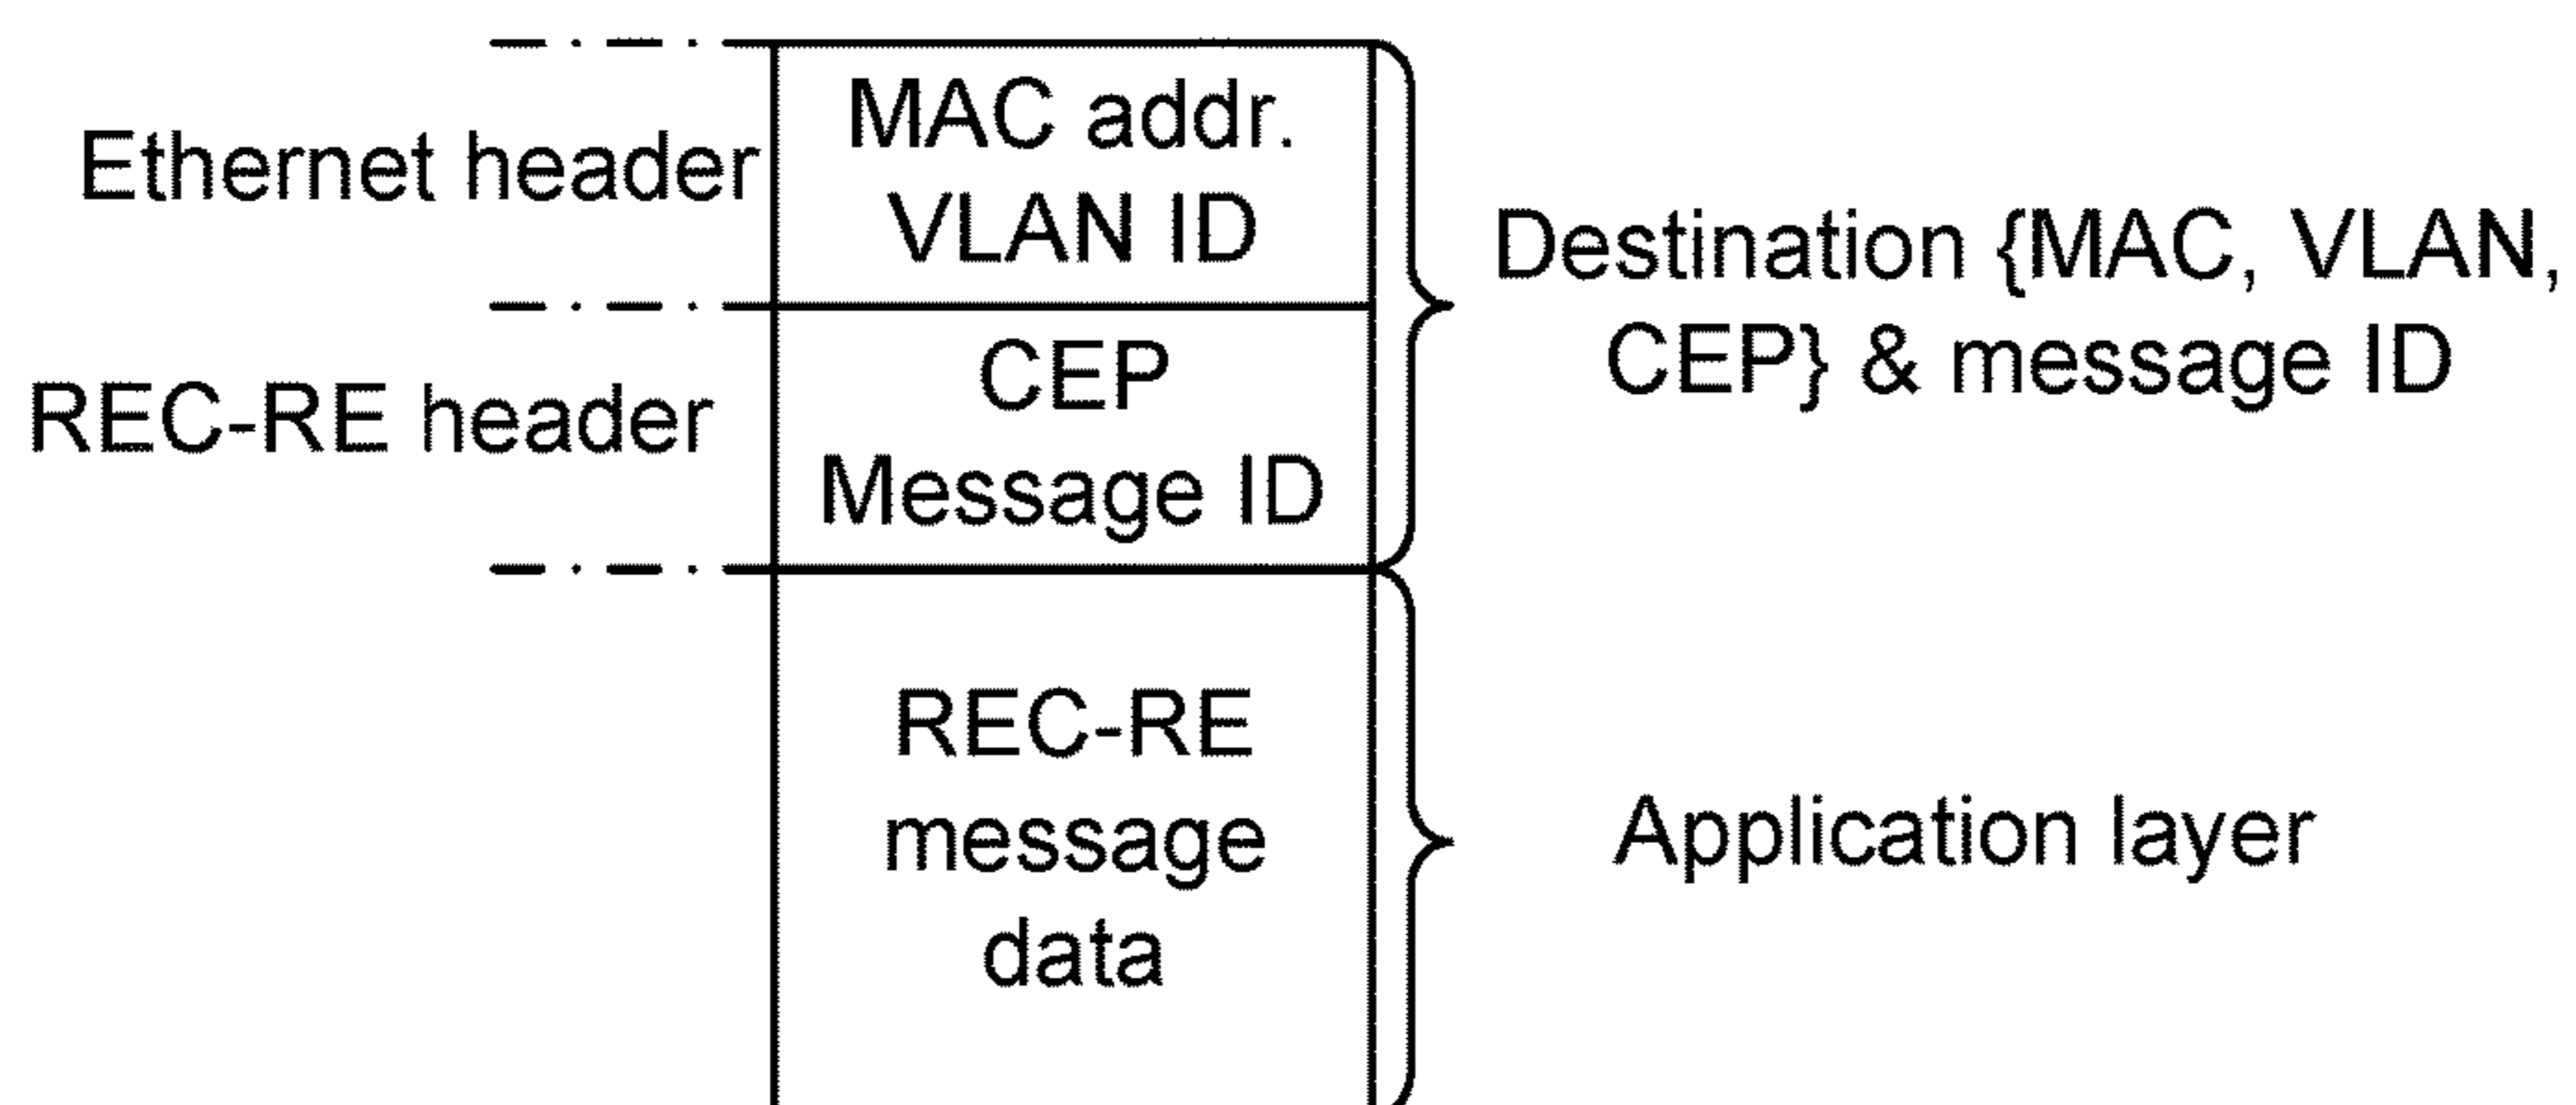 Ethernet header
MAC addr.
VLAN ID
REC-RE header
CEP
Message ID
Destination {MAC, VLAN,
CEP} & message ID
REC-RE
message
data
Application layer